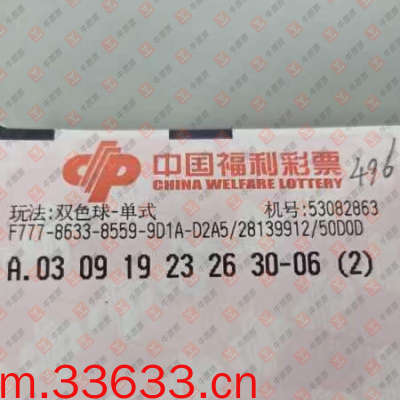 中国福利彩票
CHINA WELFARE LOTTERY
496
玩法:双色球-单式 机号:53082863
F777-8633-8559-9D1A-D2A5/28139912/50D0D
A.03 09 19 23 26 30-06 (2)
m.33633.cn